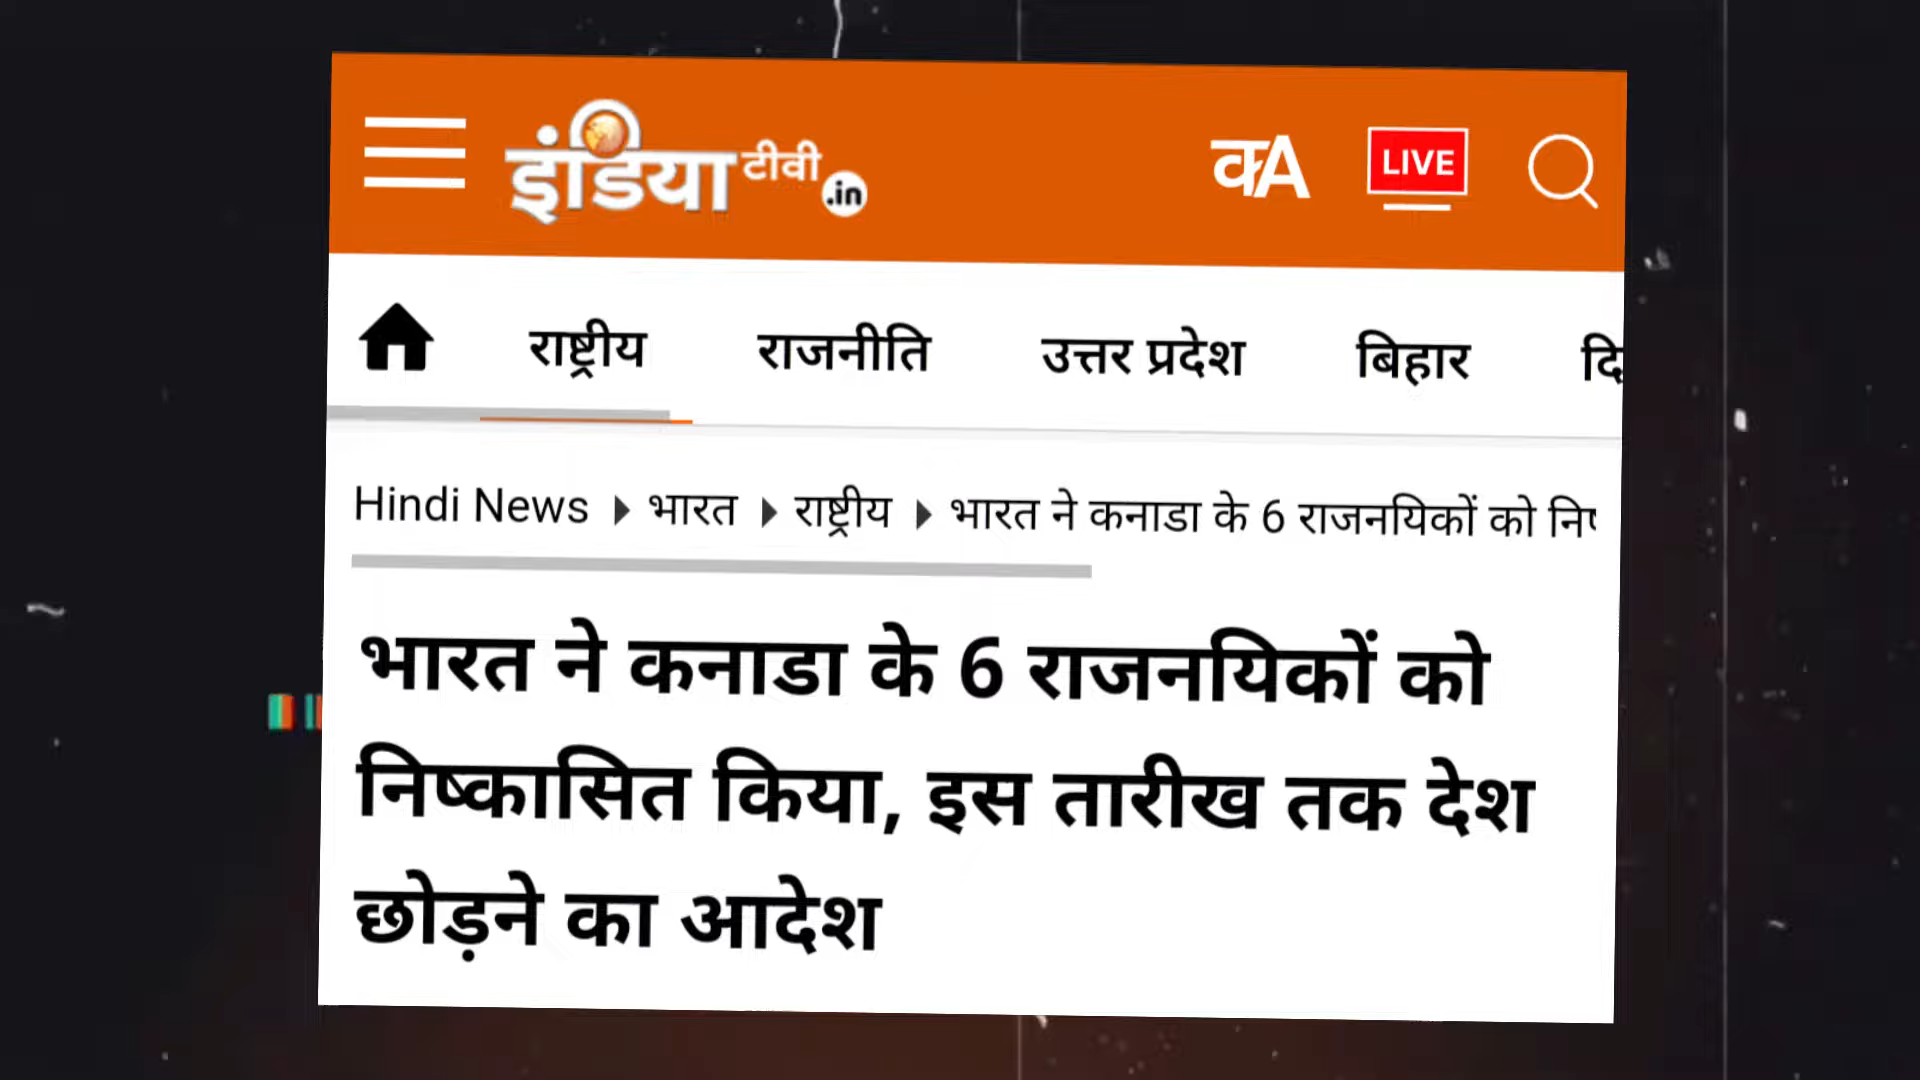 इंडिया टीवी .in
कA
LIVE
राष्ट्रीय राजनीति उत्तर प्रदेश बिहार
Hindi News भारत राष्ट्रीय भारत ने कनाडा के 6 राजनयिकों को
भारत ने कनाडा के 6 राजनयिकों को
निष्कासित किया, इस तारीख तक देश
छोड़ने का आदेश